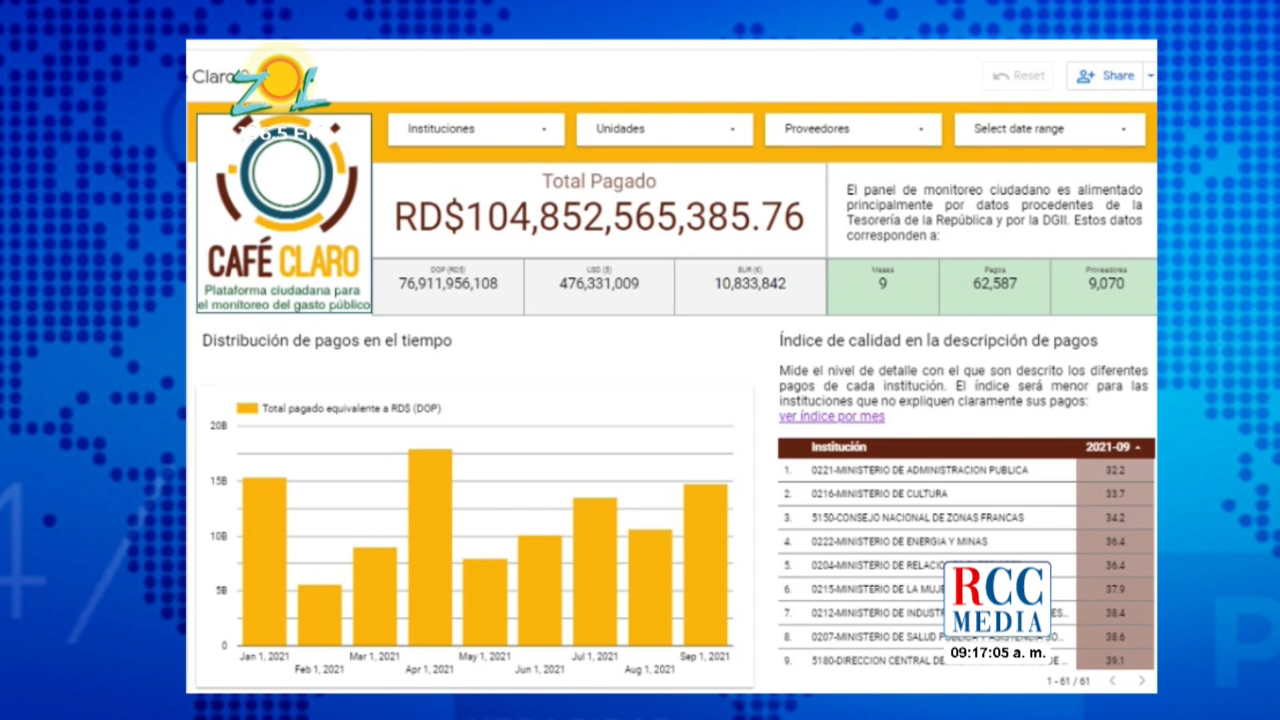 Claro
ZOL
106.5 FM
Reset
Share
Instituciones
Unidades
Proveedores
Select date range
CAFÉ CLARO
Plataforma ciudadana para
el monitoreo del gasto público
Total Pagado
RD$104,852,565,385.76
El panel de monitoreo ciudadano es alimentado
principalmente por datos procedentes de la
Tesorería de la República y por la DGII. Estos datos
corresponden a:
DOP (RD$)
76,911,956,108
USD ($)
476,331,009
EUR (€)
10,833,842
Meses
9
Pagos
62,587
Proveedores
9,070
Distribución de pagos en el tiempo
Total pagado equivalente a RD$ (DOP)
20B
15B
10B
5B
0
Jan 1, 2021
Feb 1, 2021
Mar 1, 2021
Apr 1, 2021
May 1, 2021
Jun 1, 2021
Jul 1, 2021
Aug 1, 2021
Sep 1, 2021
Índice de calidad en la descripción de pagos
Mide el nivel de detalle con el que son descrito los diferentes
pagos de cada institución. El índice será menor para las
instituciones que no expliquen claramente sus pagos:
ver índice por mes
Institución 2021-09
1. 0221-MINISTERIO DE ADMINISTRACION PUBLICA 32.2
2. 0216-MINISTERIO DE CULTURA 33.7
3. 5150-CONSEJO NACIONAL DE ZONAS FRANCAS 34.2
4. 0222-MINISTERIO DE ENERGIA Y MINAS 36.4
5. 0204-MINISTERIO DE RELACIO 36.4
6. 0215-MINISTERIO DE LA MUJE 37.9
7. 0212-MINISTERIO DE INDUSTR ES... 38.4
8. 0207-MINISTERIO DE SALUD PUBLICA Y ASISTENCIA SO... 38.6
9. 5180-DIRECCION CENTRAL DE DE ... 39.1
1 - 61 / 61
RCC
MEDIA
09:17:05 a. m.